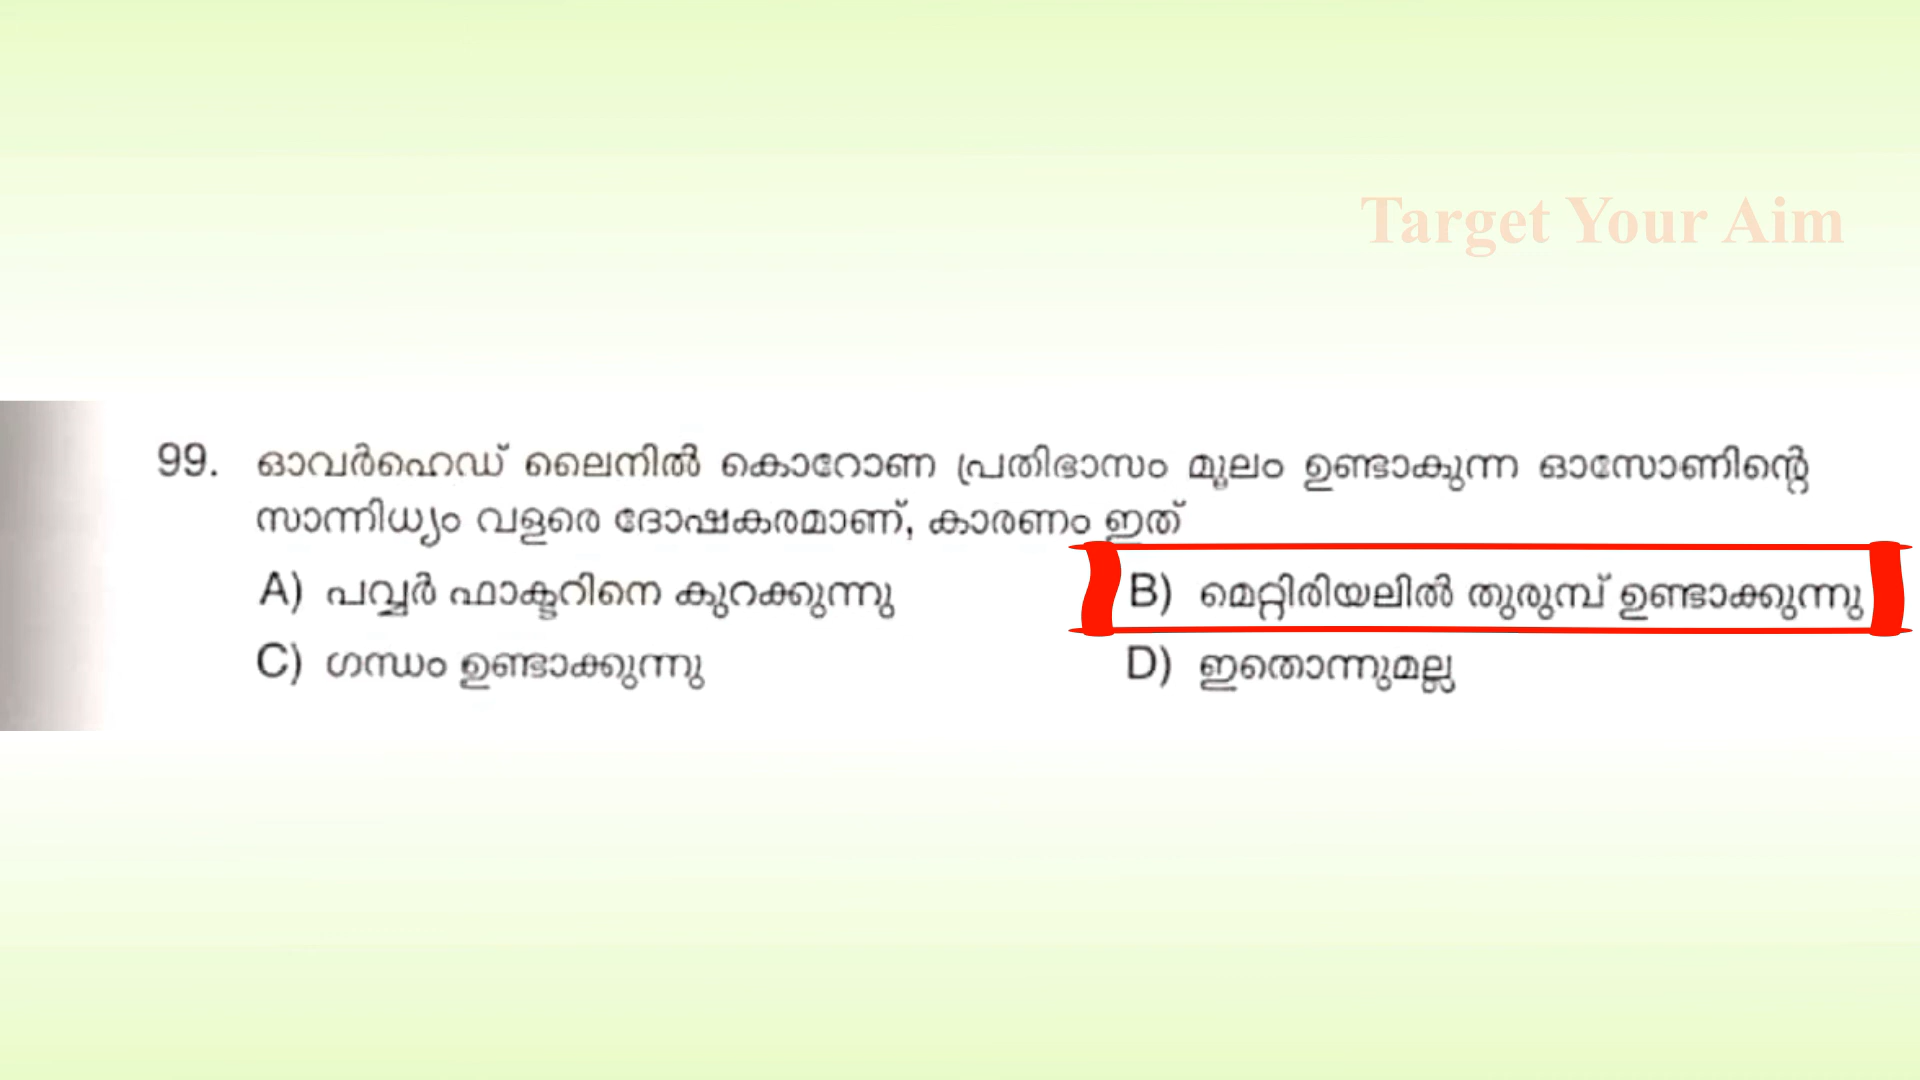 Target Your Aim
99. ഓവർഹെഡ് ലൈനിൽ കൊറോണ പ്രതിഭാസം മൂലം ഉണ്ടാകുന്ന ഓസോണിന്റെ
സാന്നിധ്യം വളരെ ദോഷകരമാണ്, കാരണം ഇത്
A) പവ്വർ ഫാക്ടറിനെ കുറക്കുന്നു B) മെറ്റിരിയലിൽ തുരുമ്പ് ഉണ്ടാക്കുന്നു
C) ഗന്ധം ഉണ്ടാക്കുന്നു D) ഇതൊന്നുമല്ല